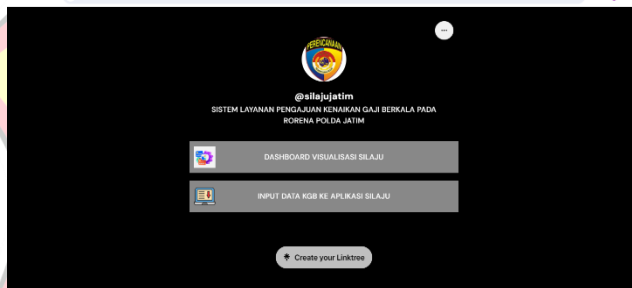 PERENCANAAN
@silajujatim
SISTEM LAYANAN PENGAJUAN KENAIKAN GAJI BERKALA PADA
RORENA POLDA JATIM
DASHBOARD VISUALISASI SILAJU
INPUT DATA KGB KE APLIKASI SILAJU
Create your Linktree